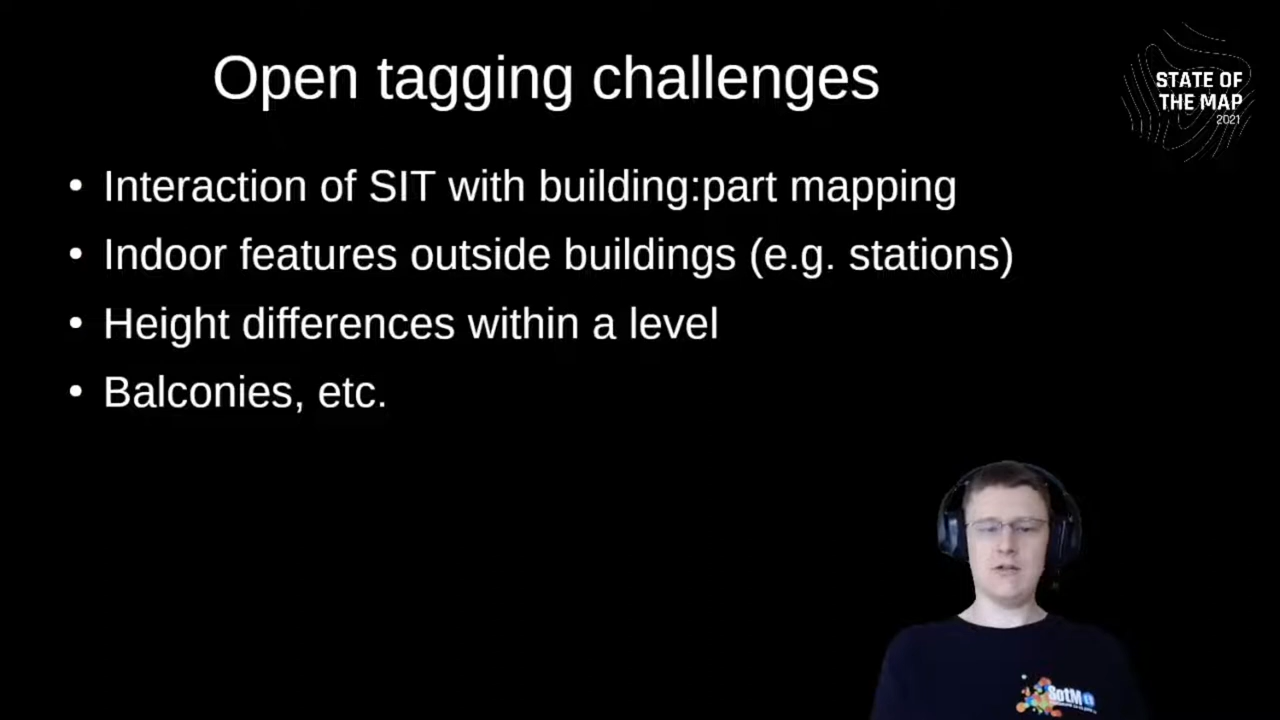 Open tagging challenges
STATE OF
THE MAP
2021
• Interaction of SIT with building:part mapping
• Indoor features outside buildings (e.g. stations)
• Height differences within a level
• Balconies, etc.
SotM